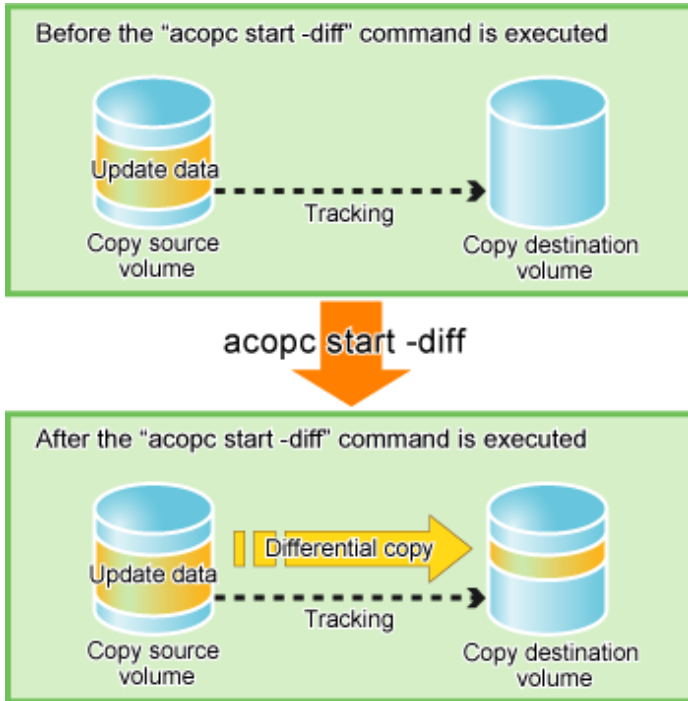 Before the “acopc start -diff” command is executed
Update data
Tracking
Copy source
volume
Copy destination
volume
acopc start -diff
After the “acopc start -diff” command is executed
Differential copy
Update data
Tracking
Copy source
volume
Copy destination
volume